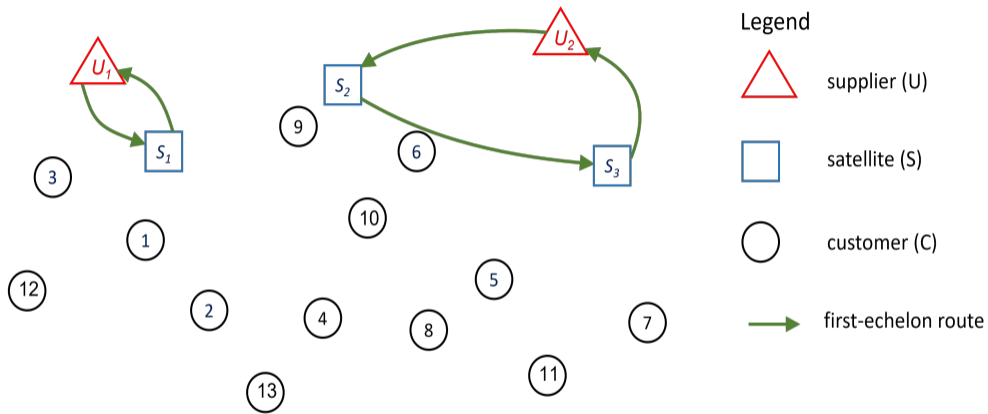 Legend
U1
U2
supplier (U)
S2
9
6
S1
S3
satellite (S)
3
10
1
customer (C)
12
5
2
4
8
7
first-echelon route
11
13